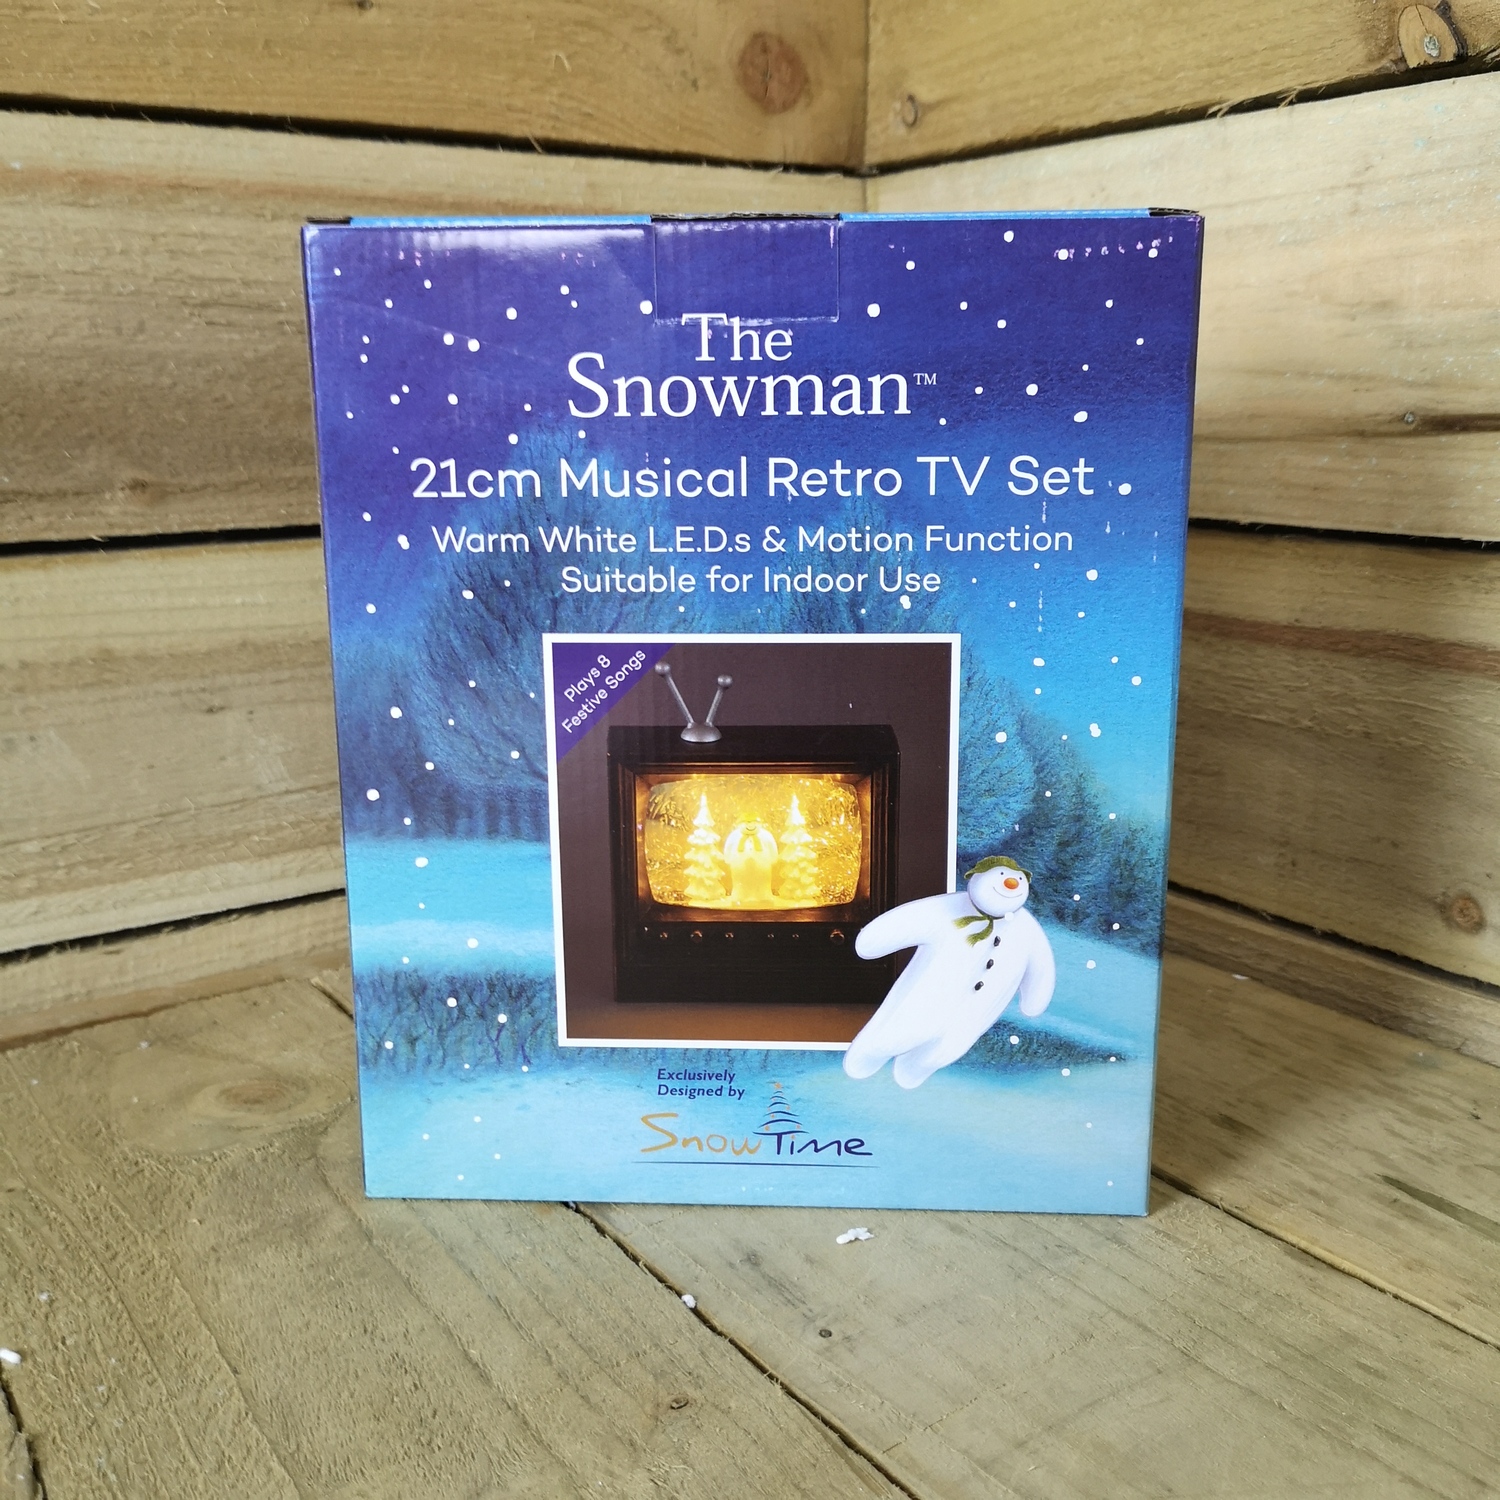 The
Snowman™
21cm Musical Retro TV Set
Warm White L.E.D.s & Motion Function
Suitable for Indoor Use
Plays 8
Festive Songs
Exclusively
Designed by
SnowTime